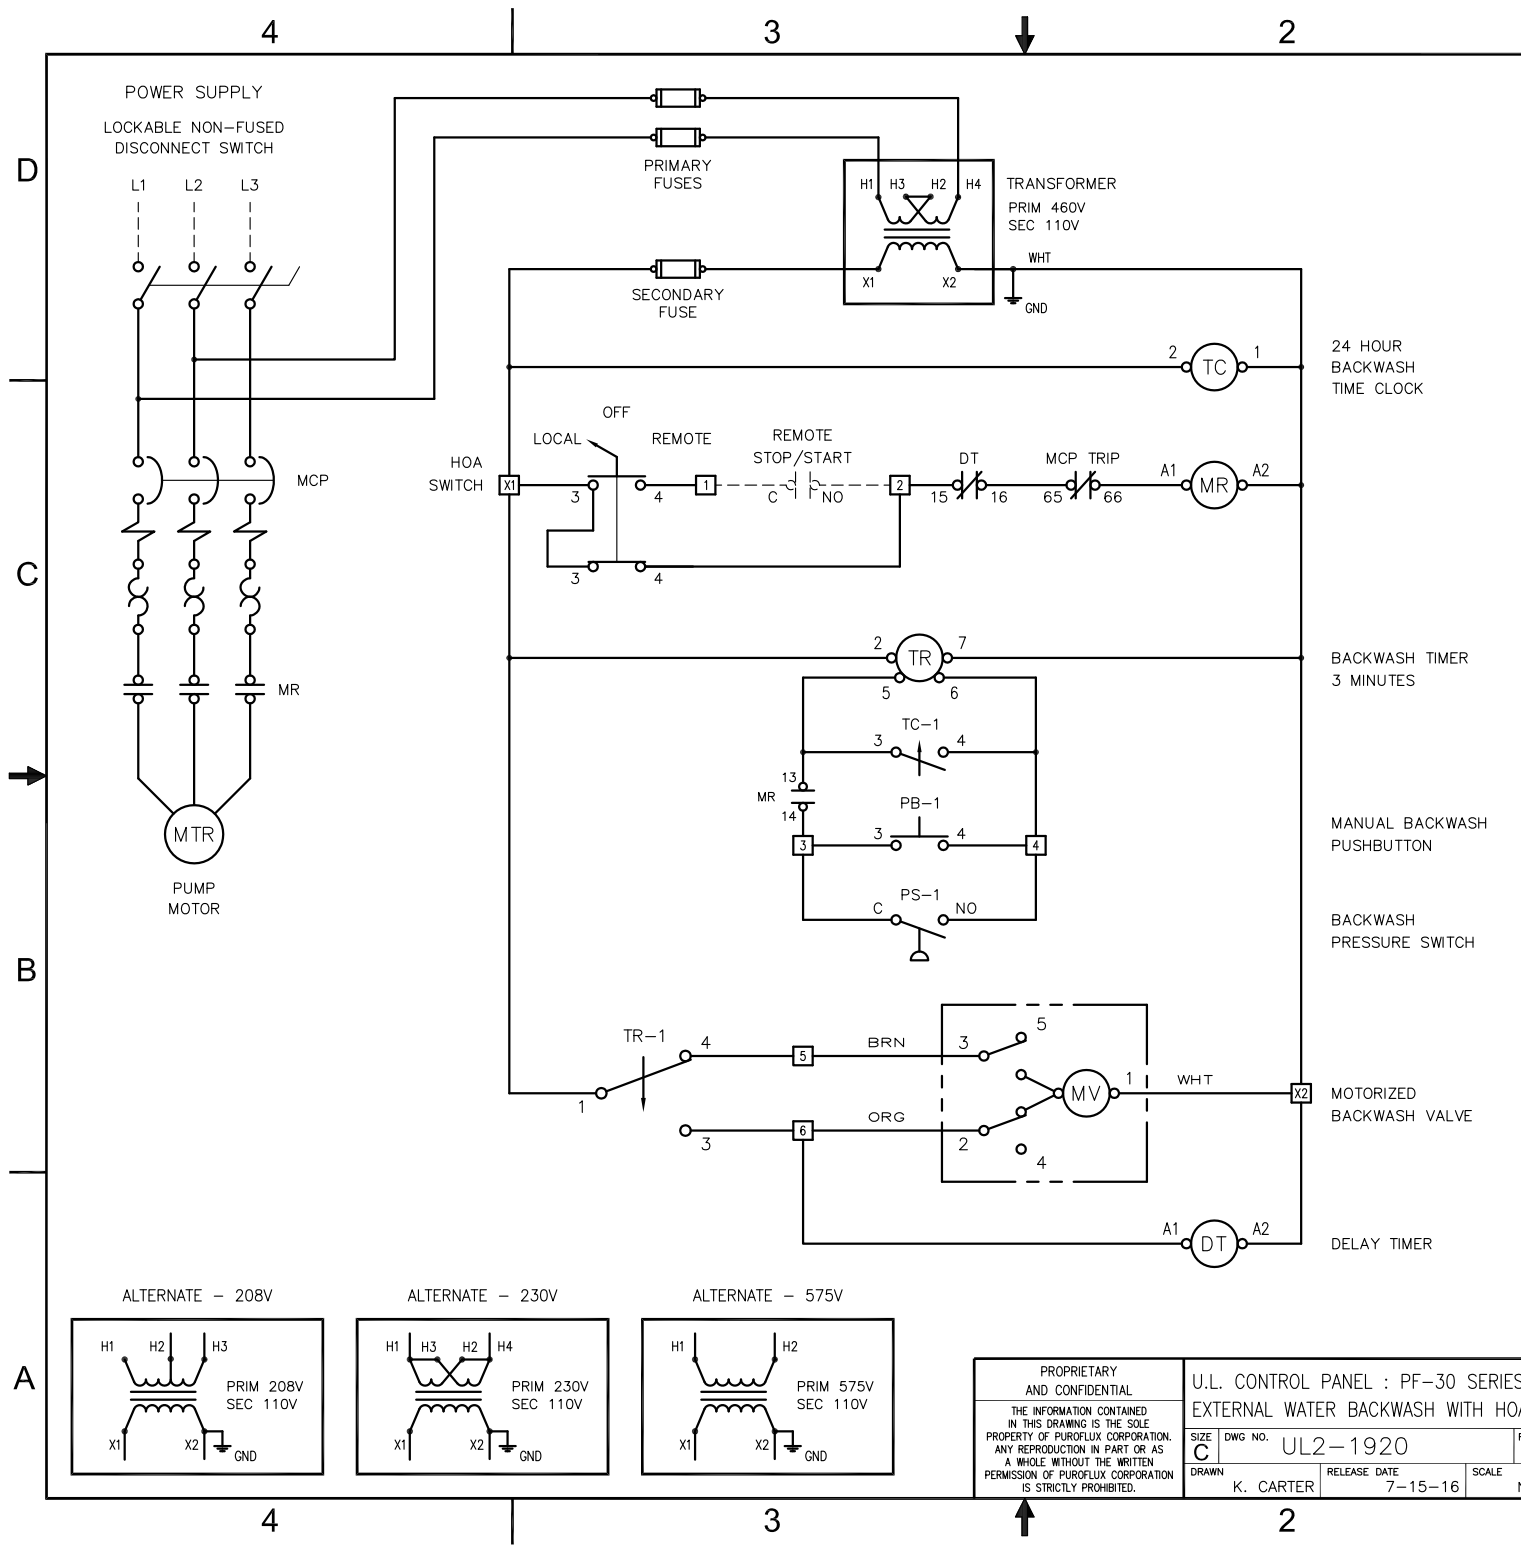 4 3 2
POWER SUPPLY
LOCKABLE NON-FUSED
DISCONNECT SWITCH
L1 L2 L3
PRIMARY
FUSES
H1 H3 H2 H4
TRANSFORMER
PRIM 460V
SEC 110V
WHT
X1 X2
GND
SECONDARY
FUSE
D
2 TC 1
24 HOUR
BACKWASH
TIME CLOCK
OFF
LOCAL REMOTE
REMOTE
STOP/START
HOA
SWITCH
X1 3 4 1 C NO 2
DT
15 16
MCP TRIP
65 66
A1 MR A2
3 4
MCP
C
MR
MTR
PUMP
MOTOR
2 TR 7
5 6
BACKWASH TIMER
3 MINUTES
TC-1
3 4
13
MR
14
PB-1
3 3 4 4
MANUAL BACKWASH
PUSHBUTTON
PS-1
C NO
BACKWASH
PRESSURE SWITCH
B
TR-1
1 4 3
5 BRN 3 5
MV 1 WHT X2
6 ORG 2 4
MOTORIZED
BACKWASH VALVE
A1 DT A2
DELAY TIMER
A
ALTERNATE - 208V
H1 H2 H3
PRIM 208V
SEC 110V
X1 X2 GND
ALTERNATE - 230V
H1 H3 H2 H4
PRIM 230V
SEC 110V
X1 X2 GND
ALTERNATE - 575V
H1 H2
PRIM 575V
SEC 110V
X1 X2 GND
PROPRIETARY
AND CONFIDENTIAL
THE INFORMATION CONTAINED
IN THIS DRAWING IS THE SOLE
PROPERTY OF PUROFLUX CORPORATION.
ANY REPRODUCTION IN PART OR AS
A WHOLE WITHOUT THE WRITTEN
PERMISSION OF PUROFLUX CORPORATION
IS STRICTLY PROHIBITED.
U.L. CONTROL PANEL : PF-30 SERIES
EXTERNAL WATER BACKWASH WITH HOA
SIZE
C
DWG NO. UL2-1920
DRAWN
K. CARTER
RELEASE DATE
7-15-16
SCALE
4 3 2